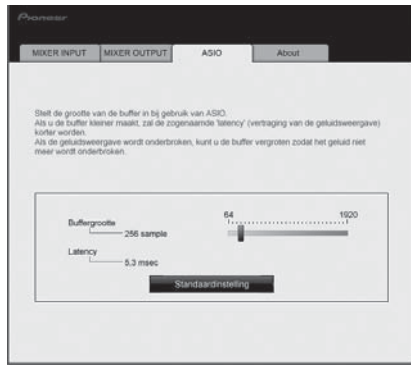 Pioneer
MIXER INPUT MIXER OUTPUT ASIO About
Stelt de grootte van de buffer in bij gebruik van ASIO.
Als u de buffer kleiner maakt, zal de zogenaamde 'latency' (vertraging van de geluidsweergave)
korter worden.
Als de geluidsweergave wordt onderbroken, kunt u de buffer vergroten zodat het geluid niet
meer wordt onderbroken.
64 1920
Buffergrootte
256 sample
Latency
5,3 msec
Standaardinstelling